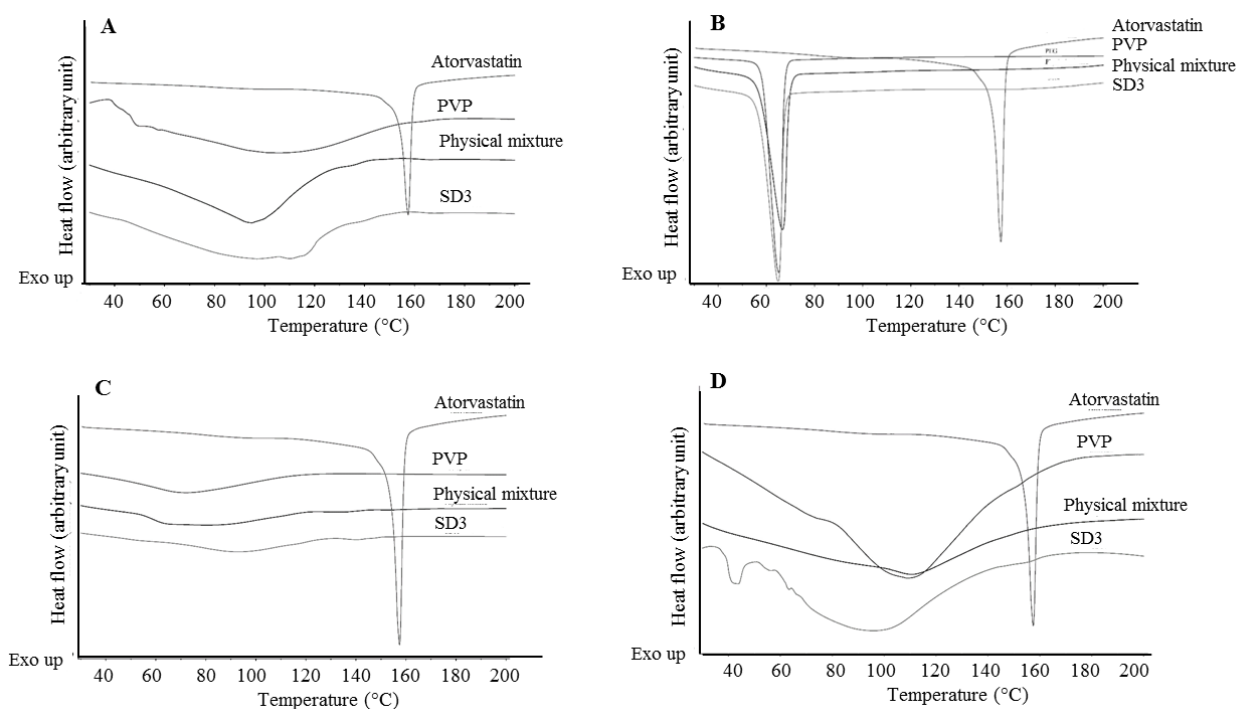 A
Atorvastatin
PVP
Physical mixture
SD3
Heat flow (arbitrary unit)
Exo up
40 60 80 100 120 140 160 180 200
Temperature (°C)
B
Atorvastatin
PVP
Physical mixture
SD3
Heat flow (arbitrary unit)
Exo up
40 60 80 100 120 140 160 180 200
Temperature (°C)
C
Atorvastatin
PVP
Physical mixture
SD3
Heat flow (arbitrary unit)
Exo up
40 60 80 100 120 140 160 180 200
Temperature (°C)
D
Atorvastatin
PVP
Physical mixture
SD3
Heat flow (arbitrary unit)
Exo up
40 60 80 100 120 140 160 180 200
Temperature (°C)